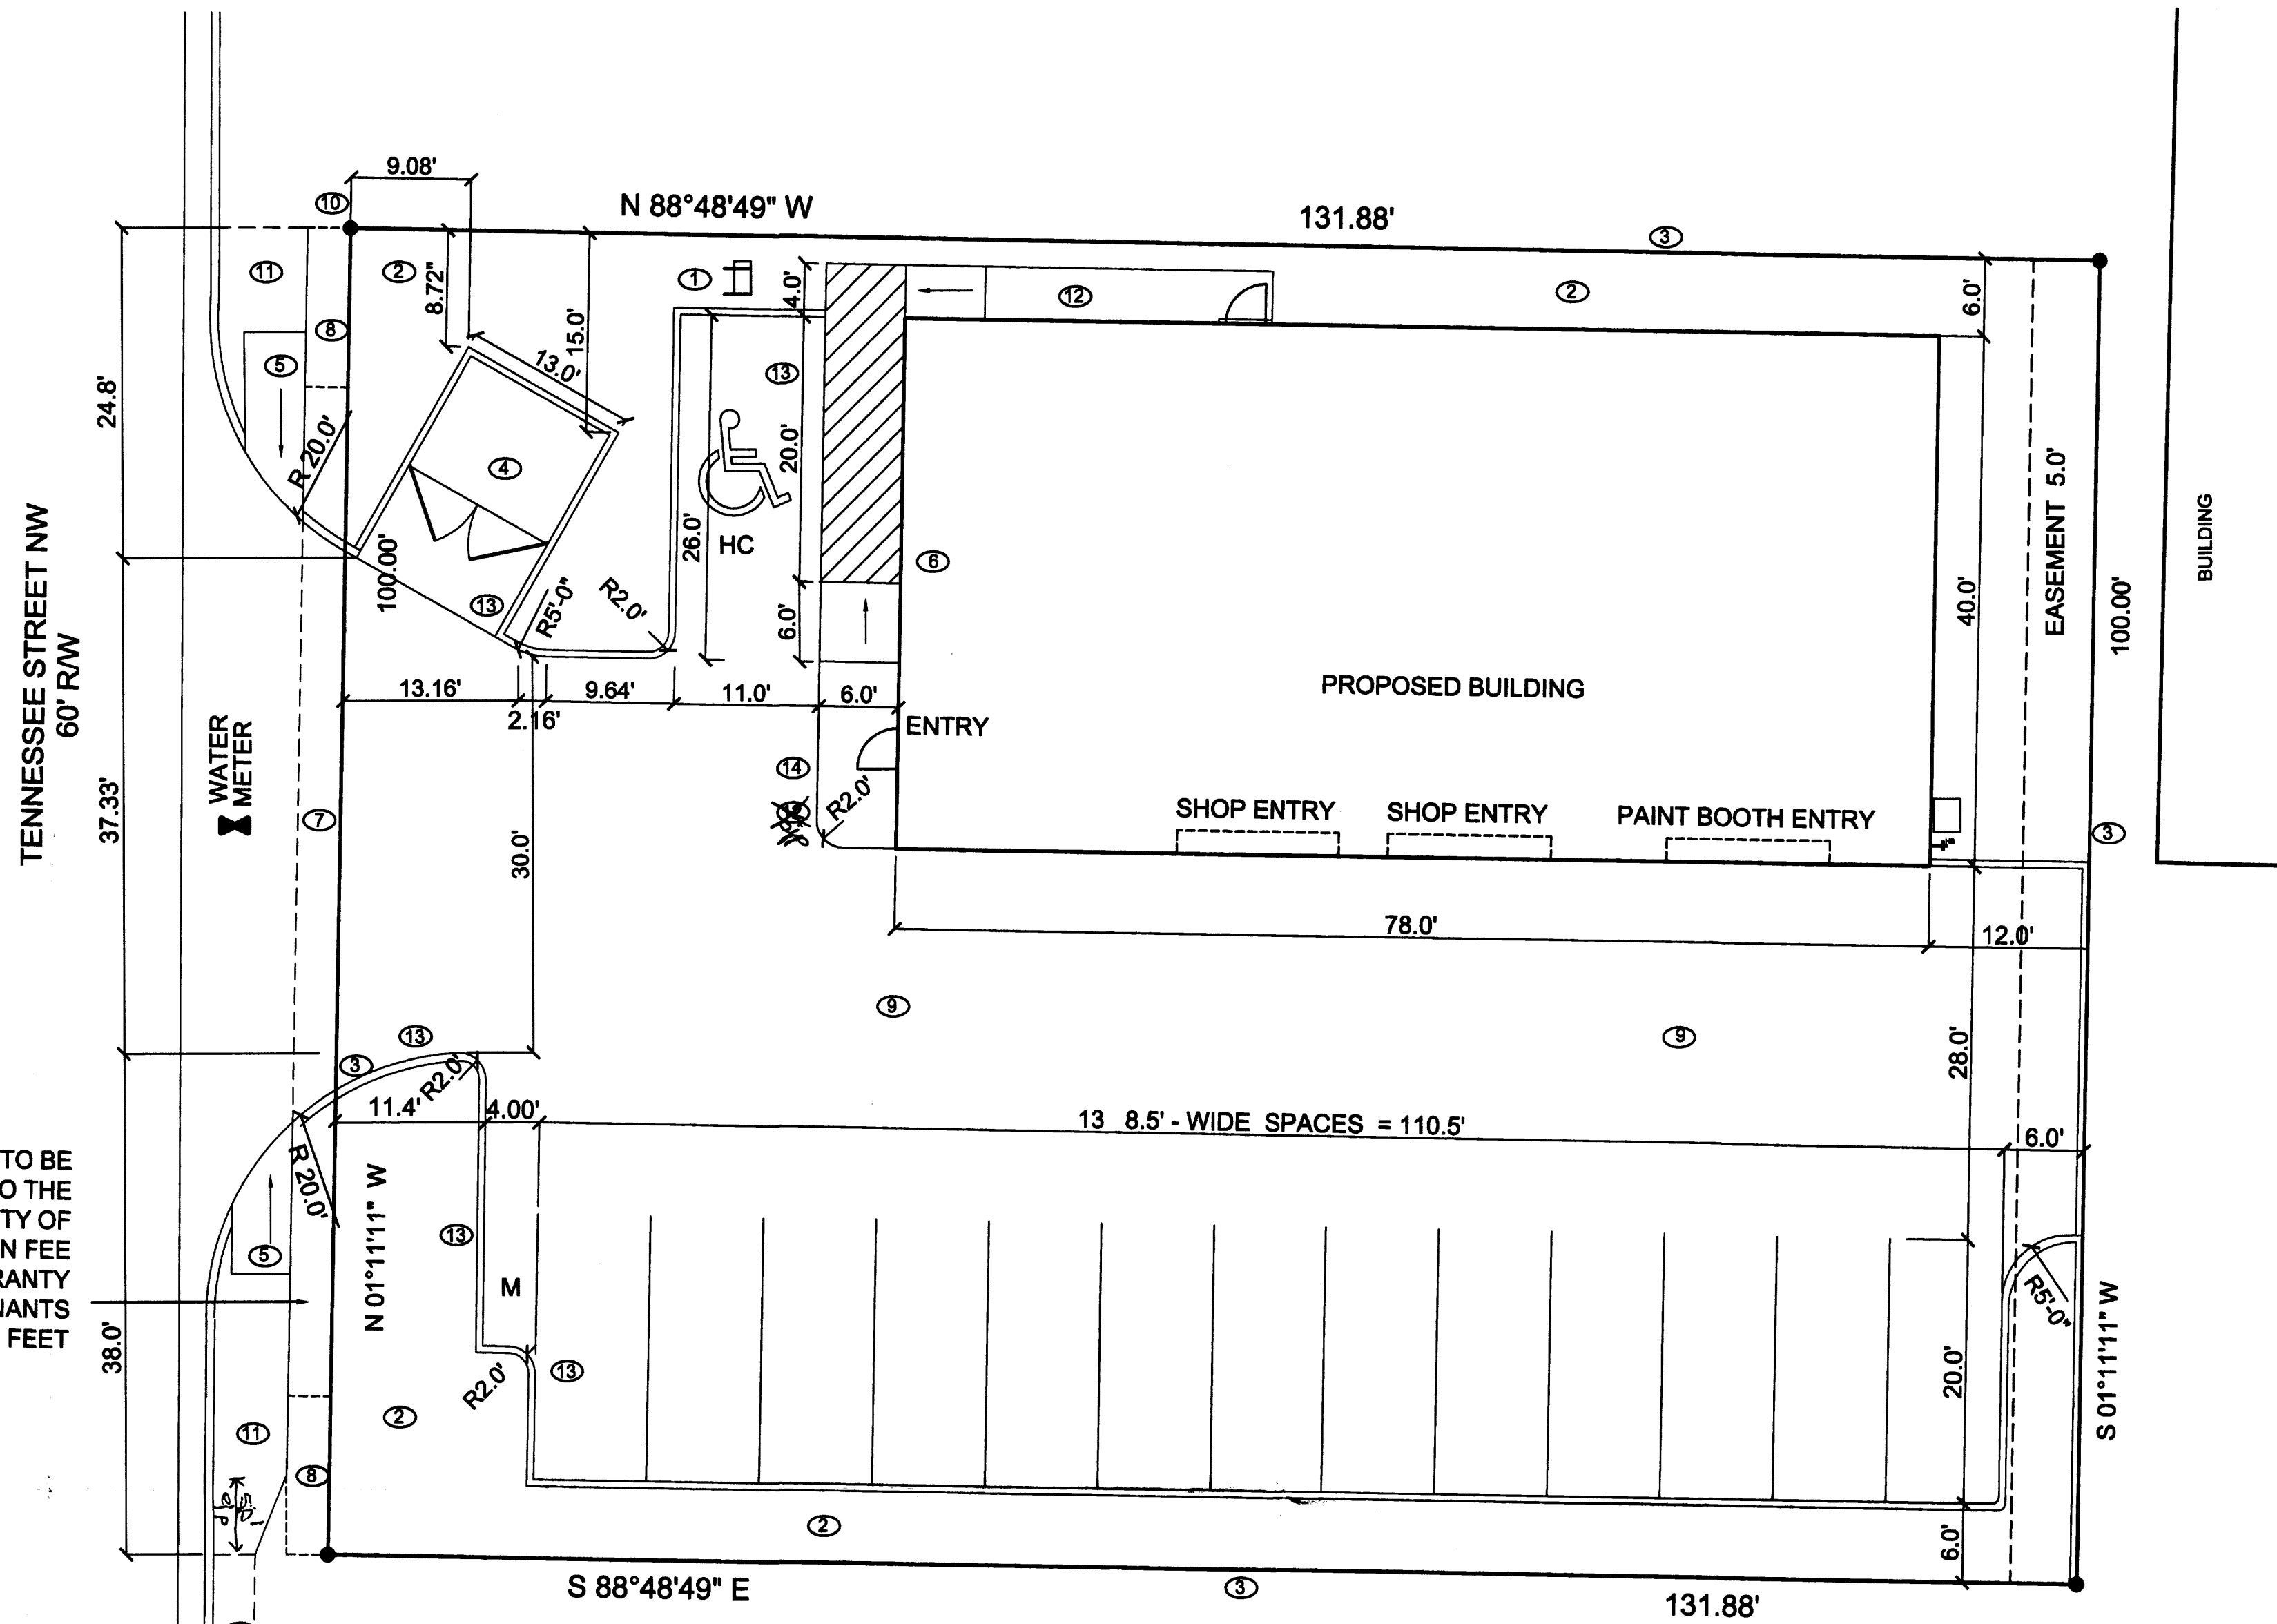 9.08'
10
N 88°48'49" W
131.88'
3
11
2
8.72"
15.0'
1
4.0'
12
2
6.0'
8
5
24.8'
R 20.0'
13.0'
4
13
20.0'
26.0'
HC
6
EASEMENT 5.0'
BUILDING
100.00'
13
R5'-0"
R2.0'
6.0'
40.0'
100.00'
TENNESSEE STREET NW
60' R/W
13.16'
2.16'
9.64'
11.0'
6.0'
PROPOSED BUILDING
ENTRY
WATER
METER
7
37.33'
14
R2.0'
30.0'
SHOP ENTRY
SHOP ENTRY
PAINT BOOTH ENTRY
3
78.0'
12.0'
9
9
13
3
R2.0'
28.0'
11.4'
4.00'
13 8.5' - WIDE SPACES = 110.5'
6.0'
TO BE
O THE
TY OF
N FEE
RANTY
NANTS
FEET
R 20.0'
N 01°11'11" W
13
5
M
R5'-0"
S 01°11'11" W
38.0'
R2.0'
13
20.0'
2
11
8
2
6.0'
S 88°48'49" E
3
131.88'